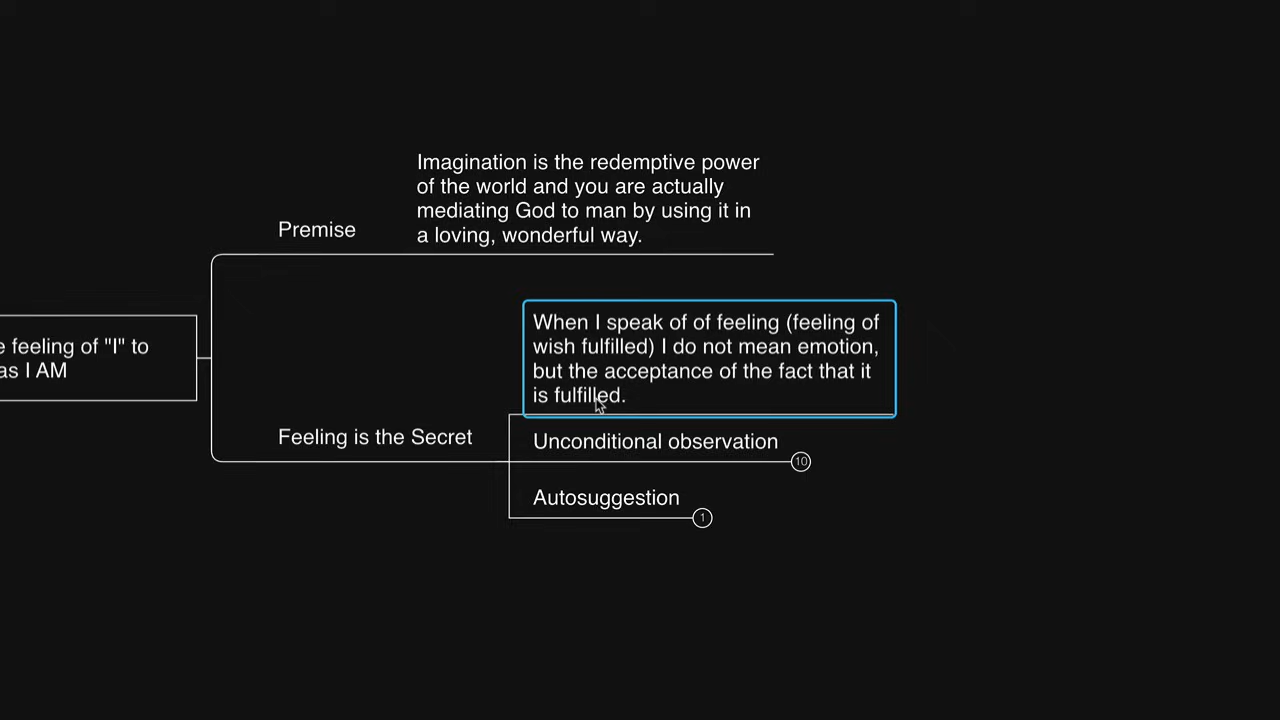 Imagination is the redemptive power
of the world and you are actually
mediating God to man by using it in
a loving, wonderful way.
Premise
When I speak of of feeling (feeling of
wish fulfilled) I do not mean emotion,
but the acceptance of the fact that it
is fulfilled.
e feeling of "I" to
as I AM
Feeling is the Secret
Unconditional observation
10
Autosuggestion
1